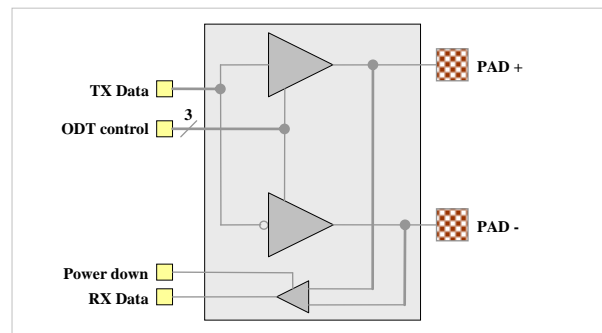 PAD +
TX Data
3
ODT control
PAD -
Power down
RX Data